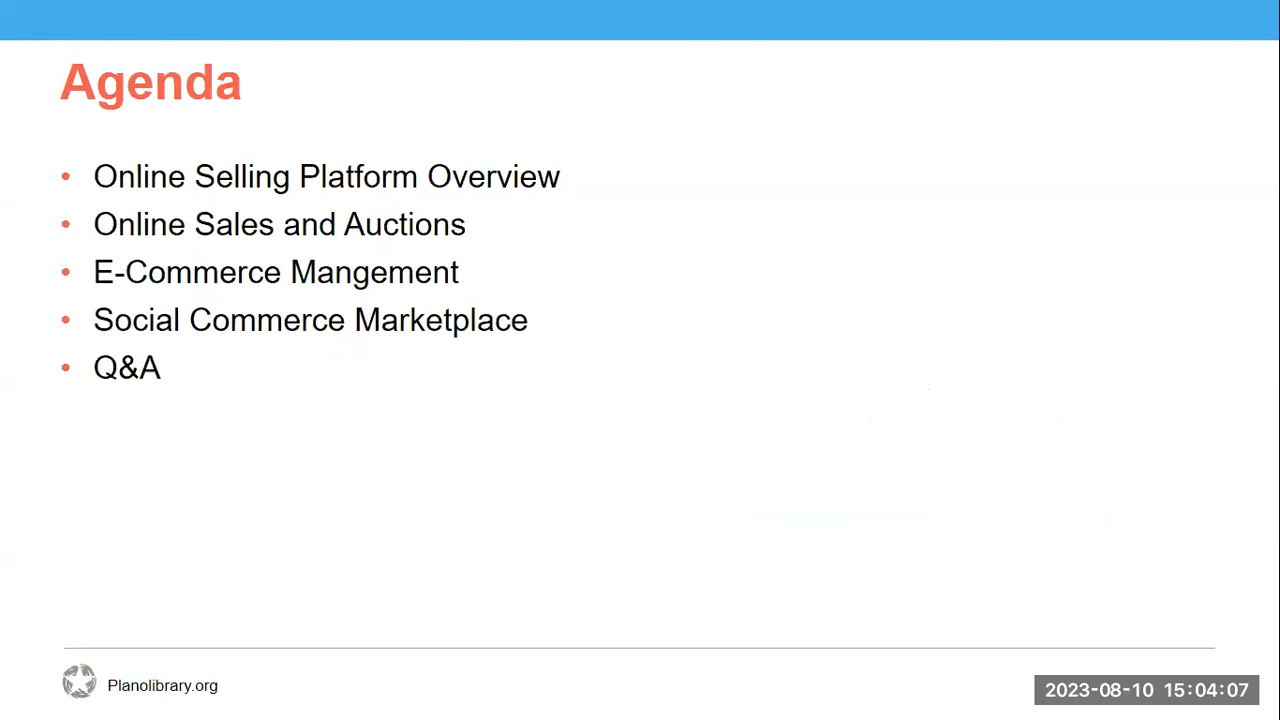 Agenda
• Online Selling Platform Overview
• Online Sales and Auctions
• E-Commerce Mangement
• Social Commerce Marketplace
• Q&A
Planolibrary.org
2023-08-10 15:04:07